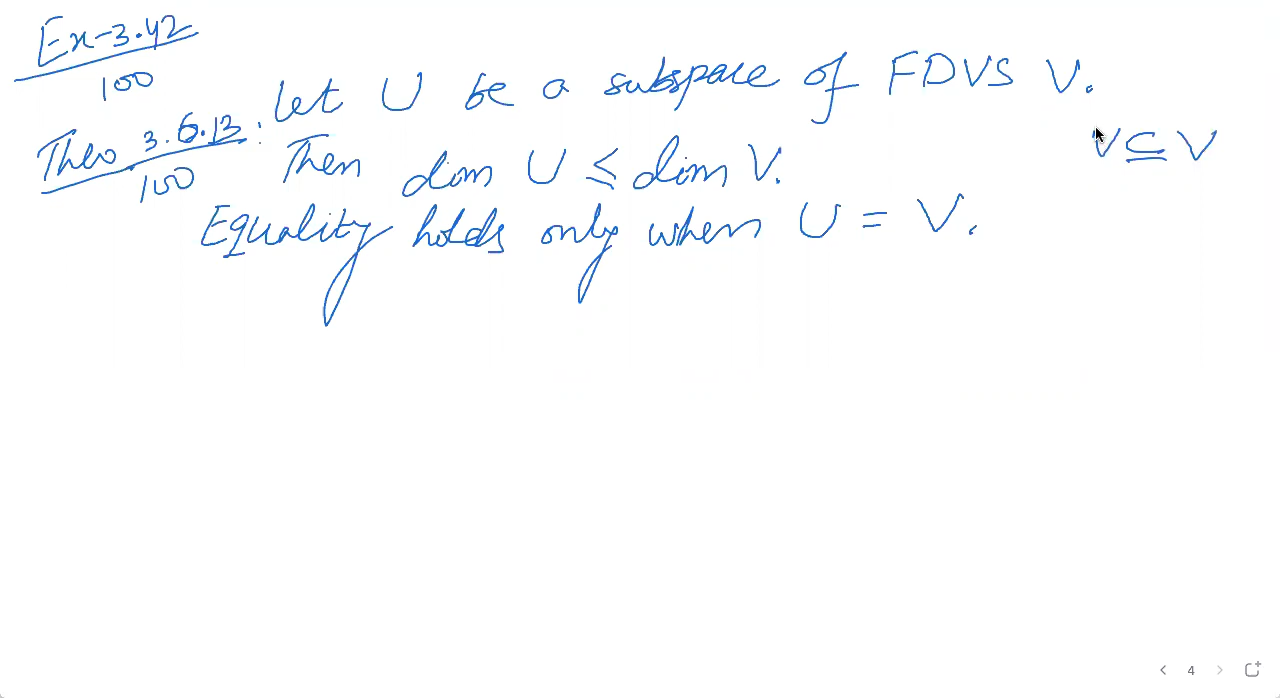 Ex-3.42
100
Theo 3.6.13: Let U be a subspace of FDVS V.
100
Then dim U ≤ dim V.
V ⊆ V
Equality holds only when U = V.
4